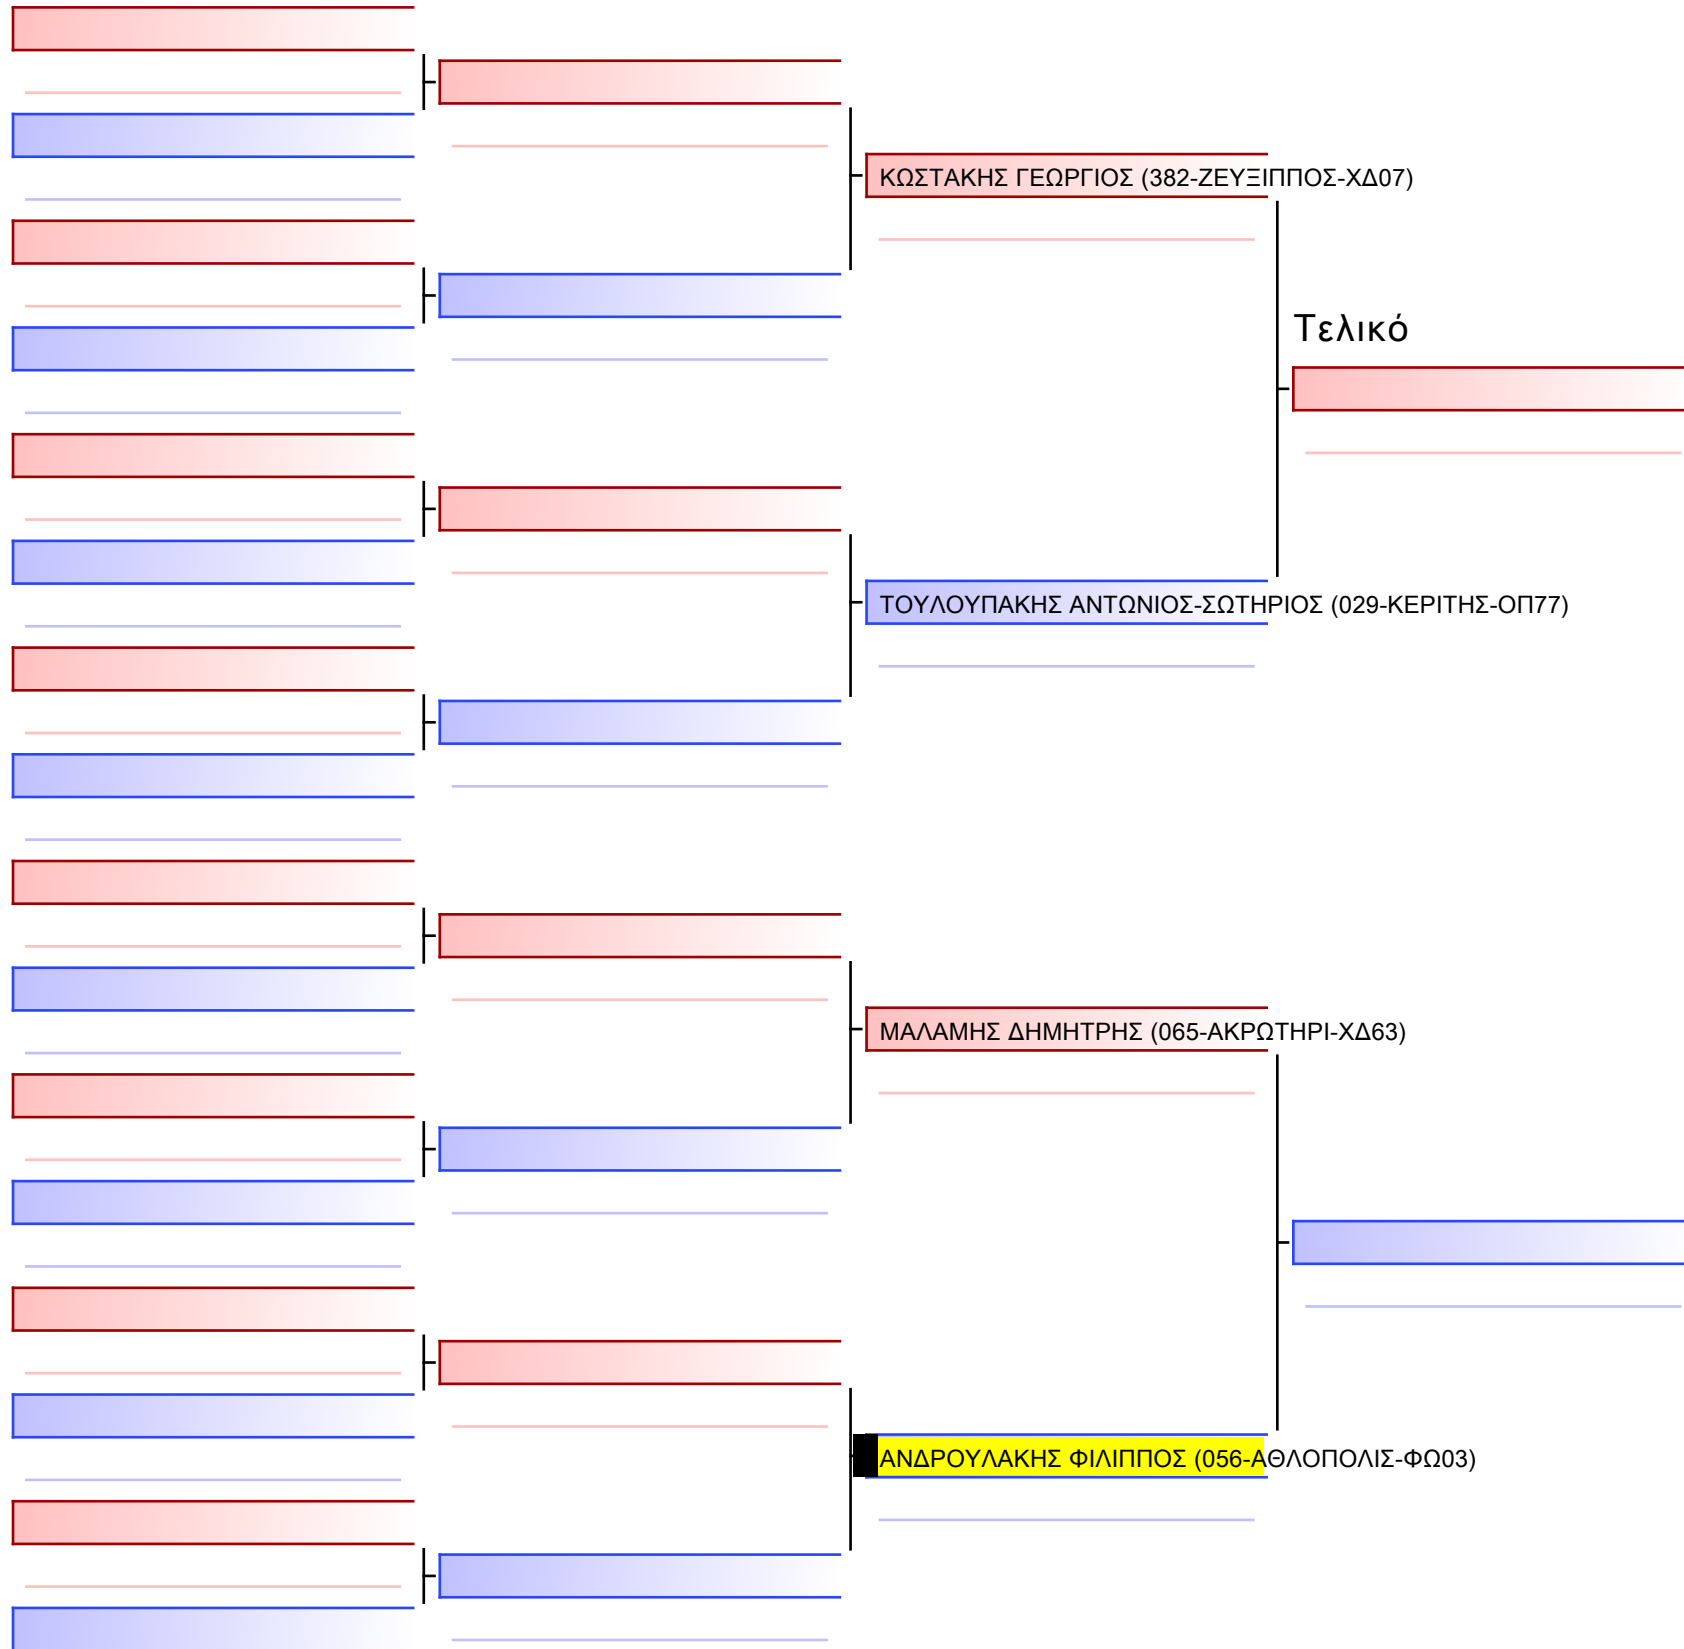 ΚΩΣΤΑΚΗΣ ΓΕΩΡΓΙΟΣ (382-ΖΕΥΞΙΠΠΟΣ-ΧΔ07)
Τελικό
ΤΟΥΛΟΥΠΑΚΗΣ ΑΝΤΩΝΙΟΣ-ΣΩΤΗΡΙΟΣ (029-ΚΕΡΙΤΗΣ-ΟΠ77)
ΜΑΛΑΜΗΣ ΔΗΜΗΤΡΗΣ (065-ΑΚΡΩΤΗΡΙ-ΧΔ63)
ΑΝΔΡΟΥΛΑΚΗΣ ΦΙΛΙΠΠΟΣ (056-ΑΘΛΟΠΟΛΙΣ-ΦΩ03)